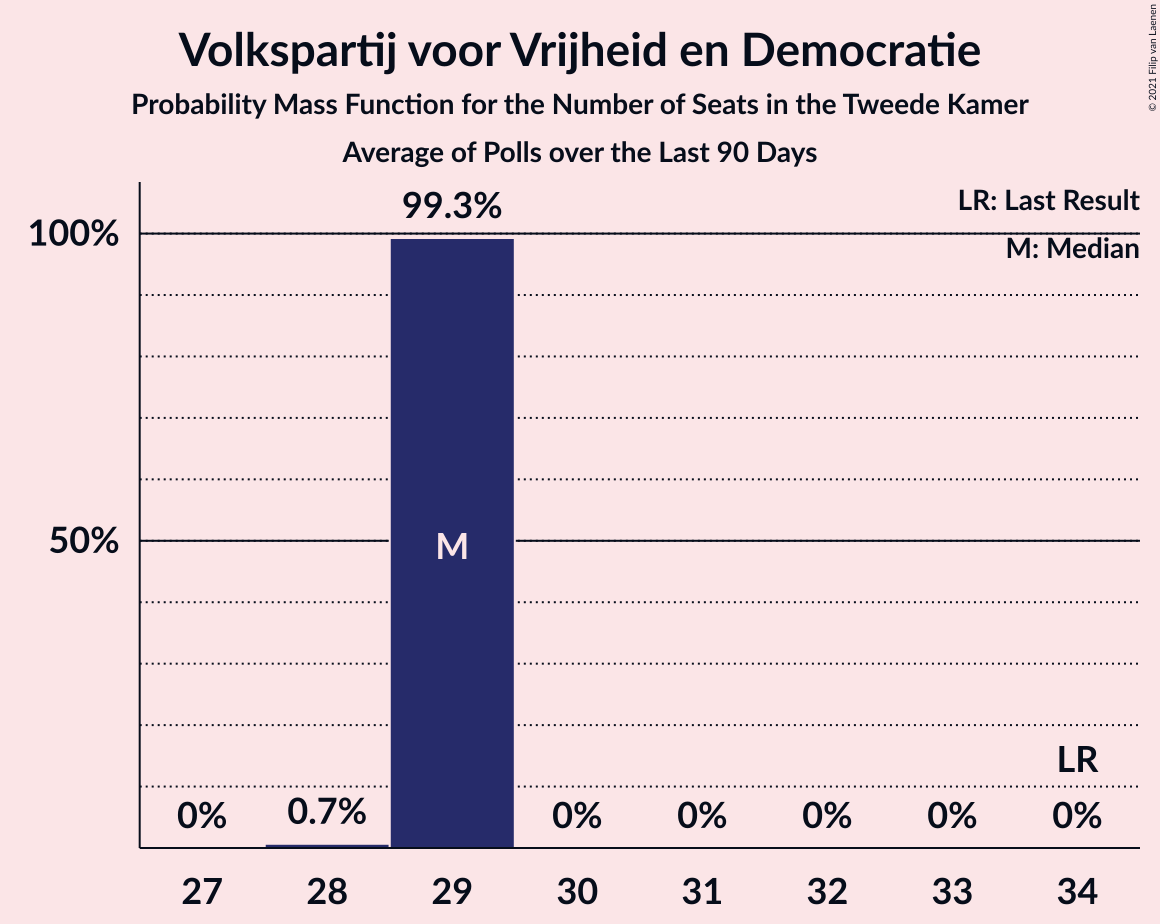 Volkspartij voor Vrijheid en Democratie
Probability Mass Function for the Number of Seats in the Tweede Kamer
Average of Polls over the Last 90 Days
© 2021 Filip van Laenen
LR: Last Result
M: Median
100%
50%
99.3%
M
LR
0%
0.7%
0%
0%
0%
0%
0%
27
28
29
30
31
32
33
34